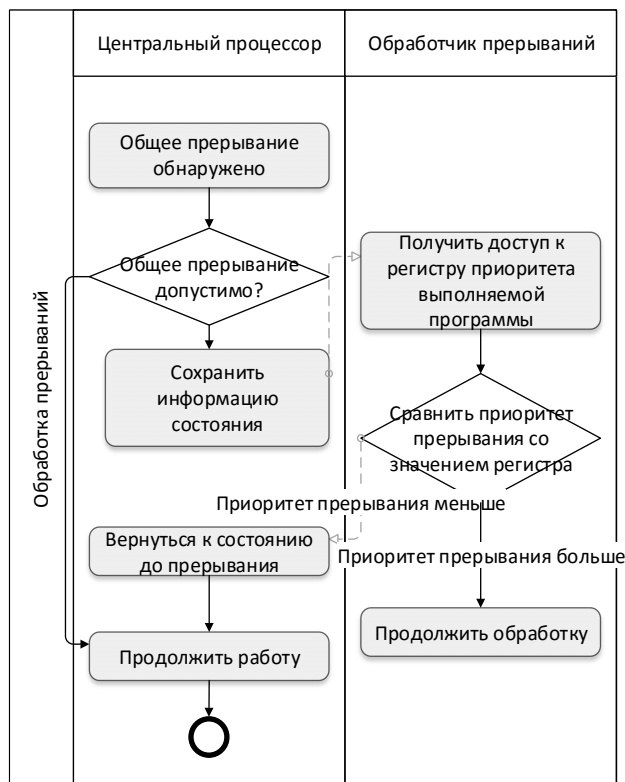 Центральный процессор
Обработчик прерываний
Обработка прерываний
Общее прерывание
обнаружено
Общее прерывание
допустимо?
Получить доступ к
регистру приоритета
выполняемой
программы
Сохранить
информацию
состояния
Сравнить приоритет
прерывания со
значением регистра
Приоритет прерывания меньше
Вернуться к состоянию
до прерывания
Приоритет прерывания больше
Продолжить работу
Продолжить обработку